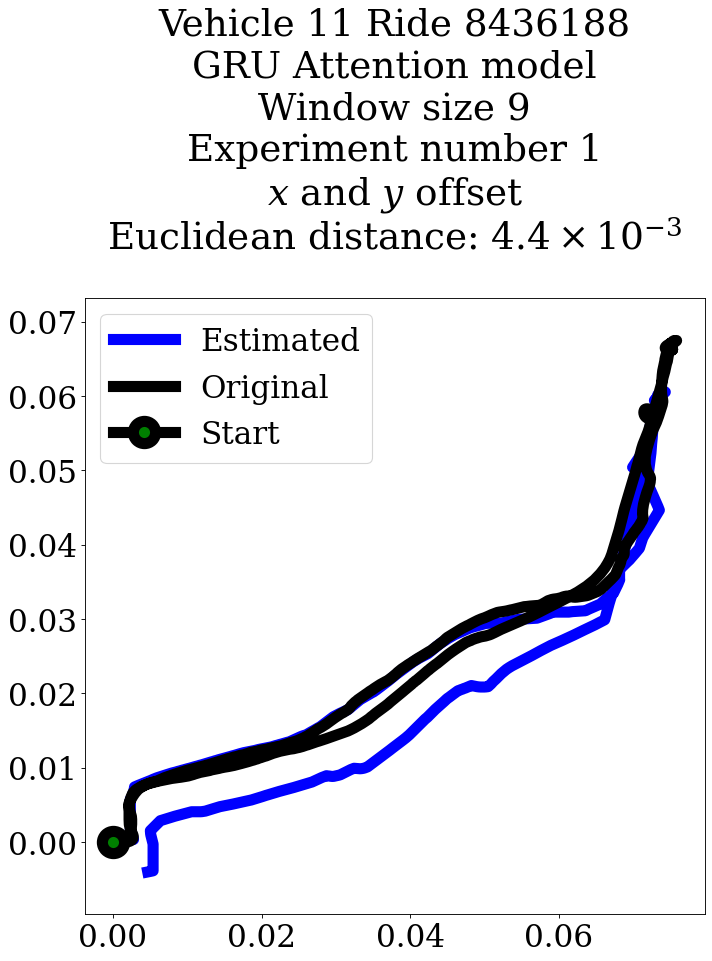 Vehicle 11 Ride 8436188
GRU Attention model
Window size 9
Experiment number 1
x and y offset
Euclidean distance: 4.4 × 10⁻³
Estimated
Original
Start
0.07
0.06
0.05
0.04
0.03
0.02
0.01
0.00
0.00 0.02 0.04 0.06